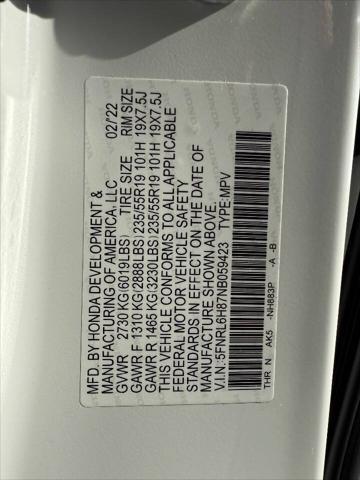 MFD. BY HONDA DEVELOPMENT &
MANUFACTURING OF AMERICA, LLC 02/22
GVWR 2730 KG (6019LBS) TIRE SIZE RIM SIZE
GAWR F 1310 KG (2888LBS) 235/55R19 101H 19X7.5J
GAWR R 1465 KG (3230LBS) 235/55R19 101H 19X7.5J
THIS VEHICLE CONFORMS TO ALL APPLICABLE
FEDERAL MOTOR VEHICLE SAFETY
STANDARDS IN EFFECT ON THE DATE OF
MANUFACTURE SHOWN ABOVE.
V.I.N.: 5FNRL6H87NB059423 TYPE:MPV
THR N AK5 -NH883P -A -B